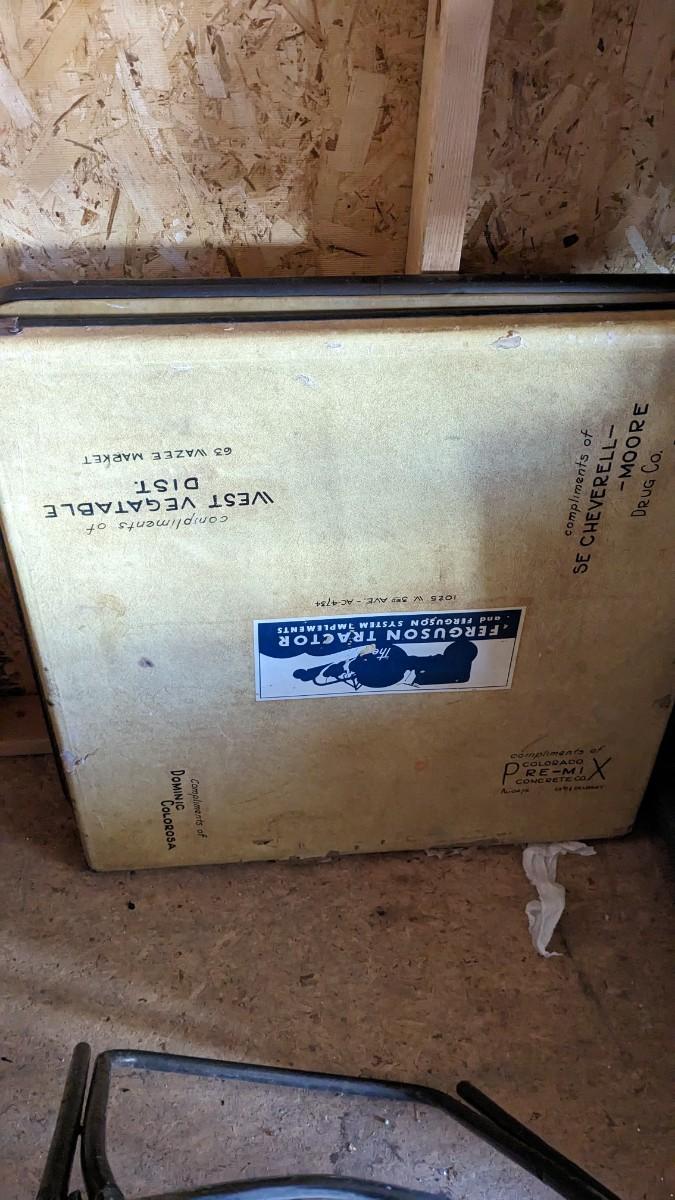 compliments of
WEST VEGATABLE
DIST.
63 WAZEE MARKET
compliments of
SE CHEVERELL-
-MOORE
DRUG CO.
The
FERGUSON TRACTOR
and FERGUSON SYSTEM IMPLEMENTS
1025 W. 3RD AVE. - AC-4734
Compliments of
DOMINIC
COLOROSA
compliments of
COLORADO
PRE-MIX
CONCRETE CO.